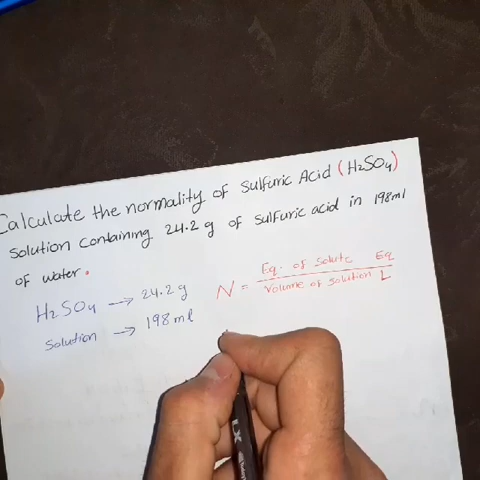 Calculate the normality of Sulfuric Acid (H2SO4)
Solution Containing 24.2 g of sulfuric acid in 198ml
of water.
H2SO4 → 24.2 g
Solution → 198 ml
N = Eq. of solute Eq
Volume of solution L
LX